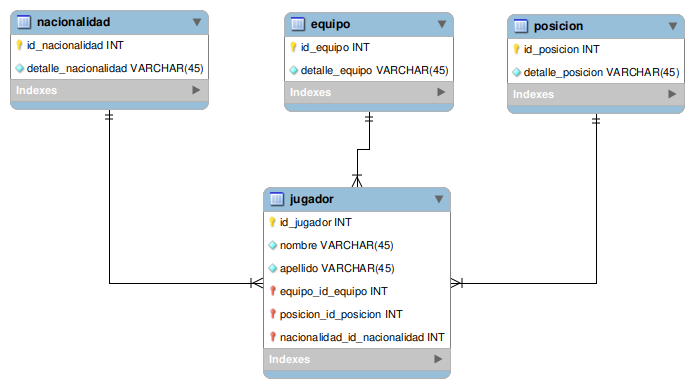 nacionalidad
id_nacionalidad INT
detalle_nacionalidad VARCHAR(45)
Indexes
equipo
id_equipo INT
detalle_equipo VARCHAR(45)
Indexes
posicion
id_posicion INT
detalle_posicion VARCHAR(45)
Indexes
jugador
id_jugador INT
nombre VARCHAR(45)
apellido VARCHAR(45)
equipo_id_equipo INT
posicion_id_posicion INT
nacionalidad_id_nacionalidad INT
Indexes